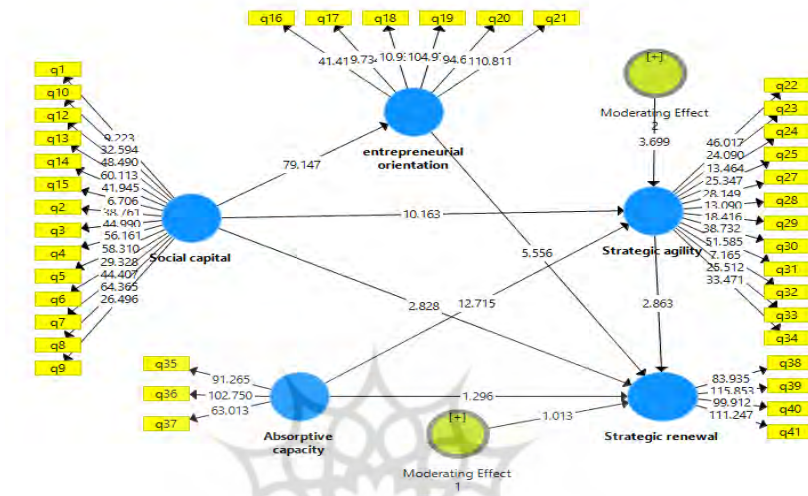 q16 q17 q18 q19 q20 q21
41.419 104.9 110.811
entrepreneurial
orientation
[+]
Moderating Effect
2
3.699
q1
q10
q12
q13
q14
q15
q2
q3
q4
q5
q6
q7
q8
q9
9.223
32.594
48.490
60.113
41.945
6.706
38.761
44.990
56.161
58.310
29.328
44.407
64.365
26.496
Social capital
79.147
10.163
5.556
2.828
12.715
2.863
1.296
1.013
q22
q23
q24
q25
q27
q28
q29
q30
q31
q32
q33
q34
46.017
24.090
13.464
25.347
28.149
13.090
18.416
38.732
51.585
7.165
25.512
33.471
Strategic agility
q35
q36
q37
91.265
102.750
63.013
Absorptive
capacity
[+]
Moderating Effect
1
q38
q39
q40
q41
83.935
115.853
99.912
111.247
Strategic renewal